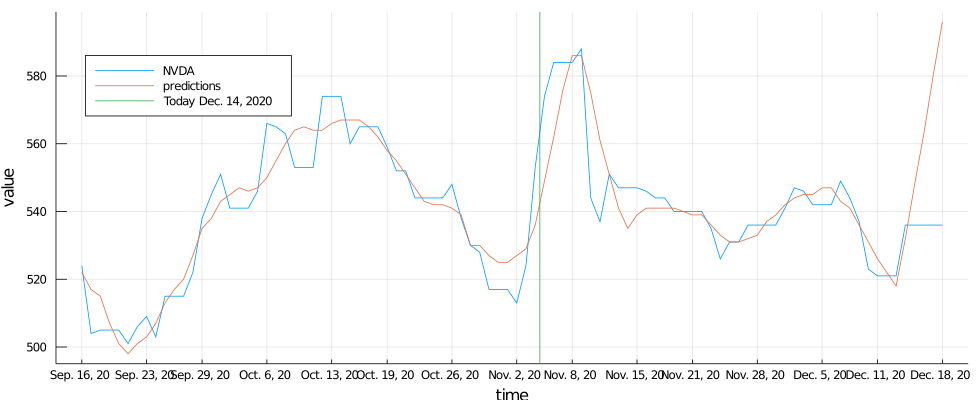 NVDA
predictions
Today Dec. 14, 2020
580
560
540
520
500
value
Sep. 16, 20 Sep. 23, 20 Sep. 29, 20 Oct. 6, 20 Oct. 13, 20 Oct. 19, 20 Oct. 26, 20 Nov. 2, 20 Nov. 8, 20 Nov. 15, 20 Nov. 21, 20 Nov. 28, 20 Dec. 5, 20 Dec. 11, 20 Dec. 18, 20
time